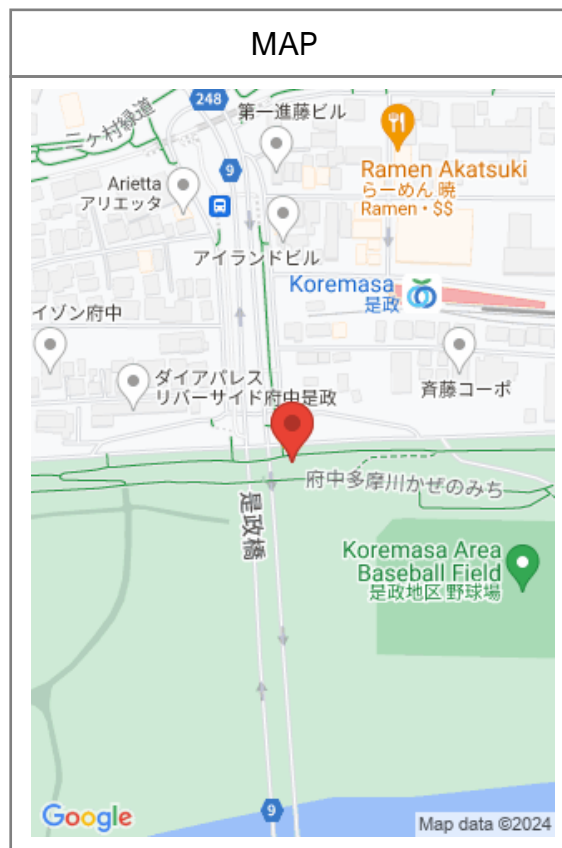 MAP
248
第一進藤ビル
三ケ村緑道
9
Ramen Akatsuki
らーめん 暁
Ramen・$$
Arietta
アリエッタ
アイランドビル
Koremasa
是政
イゾン府中
ダイアパレス
リバーサイド府中是政
斉藤コーポ
府中多摩川かぜのみち
是政橋
Koremasa Area
Baseball Field
是政地区 野球場
9
Google
Map data ©2024